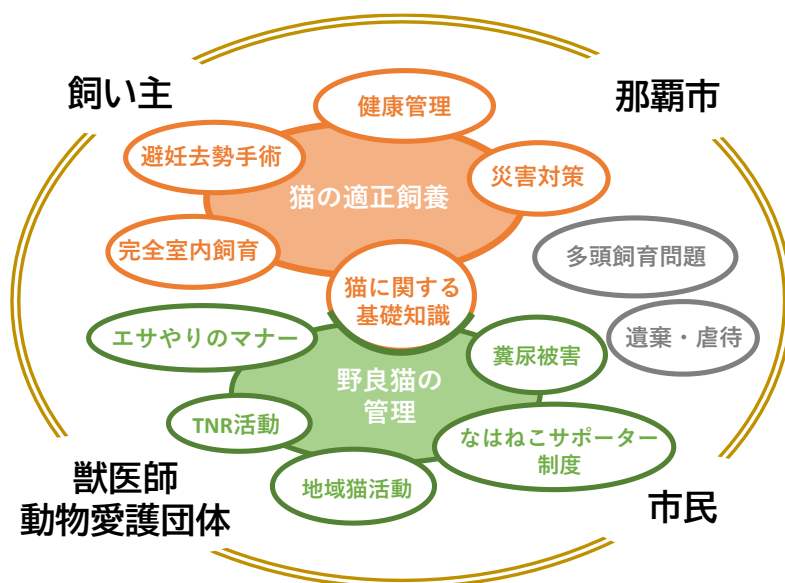 飼い主
那覇市
健康管理
避妊去勢手術
災害対策
猫の適正飼養
完全室内飼育
多頭飼育問題
猫に関する
基礎知識
エサやりのマナー
遺棄・虐待
糞尿被害
野良猫の
管理
TNR活動
なはねこサポーター
制度
地域猫活動
獣医師
動物愛護団体
市民